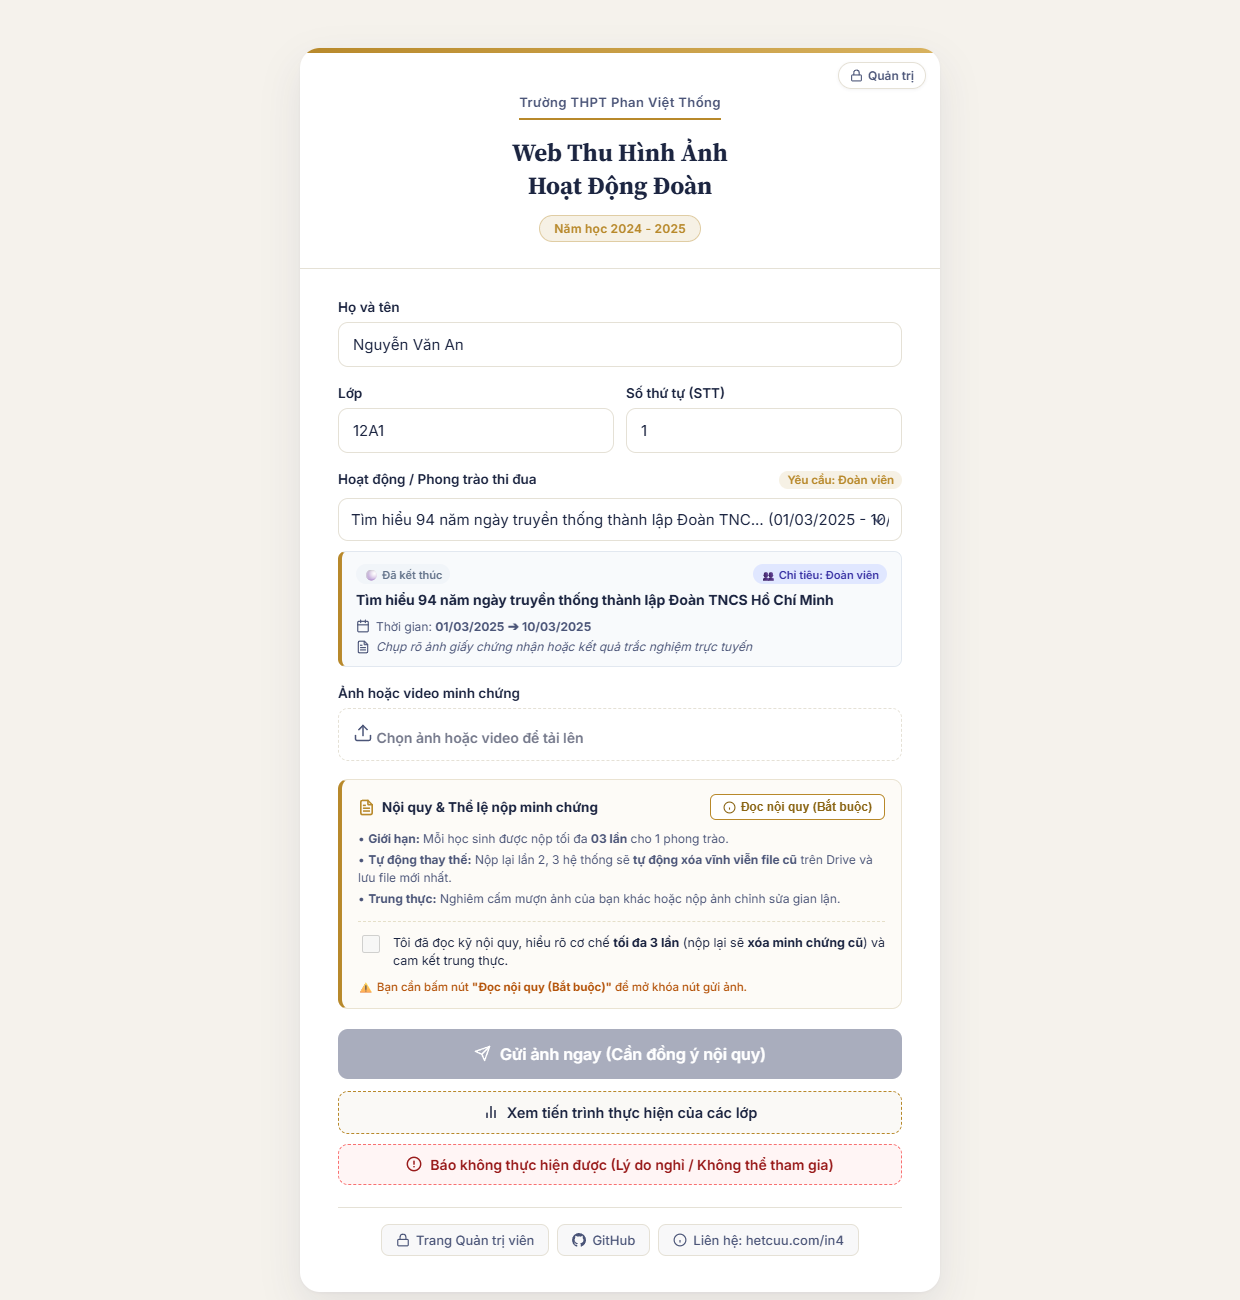 Quản trị
Trường THPT Phan Việt Thống
Web Thu Hình Ảnh
Hoạt Động Đoàn
Năm học 2024 - 2025
Họ và tên
Nguyễn Văn An
Lớp
Số thứ tự (STT)
12A1
1
Hoạt động / Phong trào thi đua
Yêu cầu: Đoàn viên
Tìm hiểu 94 năm ngày truyền thống thành lập Đoàn TNC... (01/03/2025 - 10/
Đã kết thúc
Chỉ tiêu: Đoàn viên
Tìm hiểu 94 năm ngày truyền thống thành lập Đoàn TNCS Hồ Chí Minh
Thời gian: 01/03/2025 ➔ 10/03/2025
Chụp rõ ảnh giấy chứng nhận hoặc kết quả trắc nghiệm trực tuyến
Ảnh hoặc video minh chứng
Chọn ảnh hoặc video để tải lên
Nội quy & Thể lệ nộp minh chứng
Đọc nội quy (Bắt buộc)
• Giới hạn: Mỗi học sinh được nộp tối đa 03 lần cho 1 phong trào.
• Tự động thay thế: Nộp lại lần 2, 3 hệ thống sẽ tự động xóa vĩnh viễn file cũ trên Drive và
lưu file mới nhất.
• Trung thực: Nghiêm cấm mượn ảnh của bạn khác hoặc nộp ảnh chỉnh sửa gian lận.
Tôi đã đọc kỹ nội quy, hiểu rõ cơ chế tối đa 3 lần (nộp lại sẽ xóa minh chứng cũ) và
cam kết trung thực.
Bạn cần bấm nút "Đọc nội quy (Bắt buộc)" để mở khóa nút gửi ảnh.
Gửi ảnh ngay (Cần đồng ý nội quy)
Xem tiến trình thực hiện của các lớp
Báo không thực hiện được (Lý do nghỉ / Không thể tham gia)
Trang Quản trị viên
GitHub
Liên hệ: hetcuu.com/in4